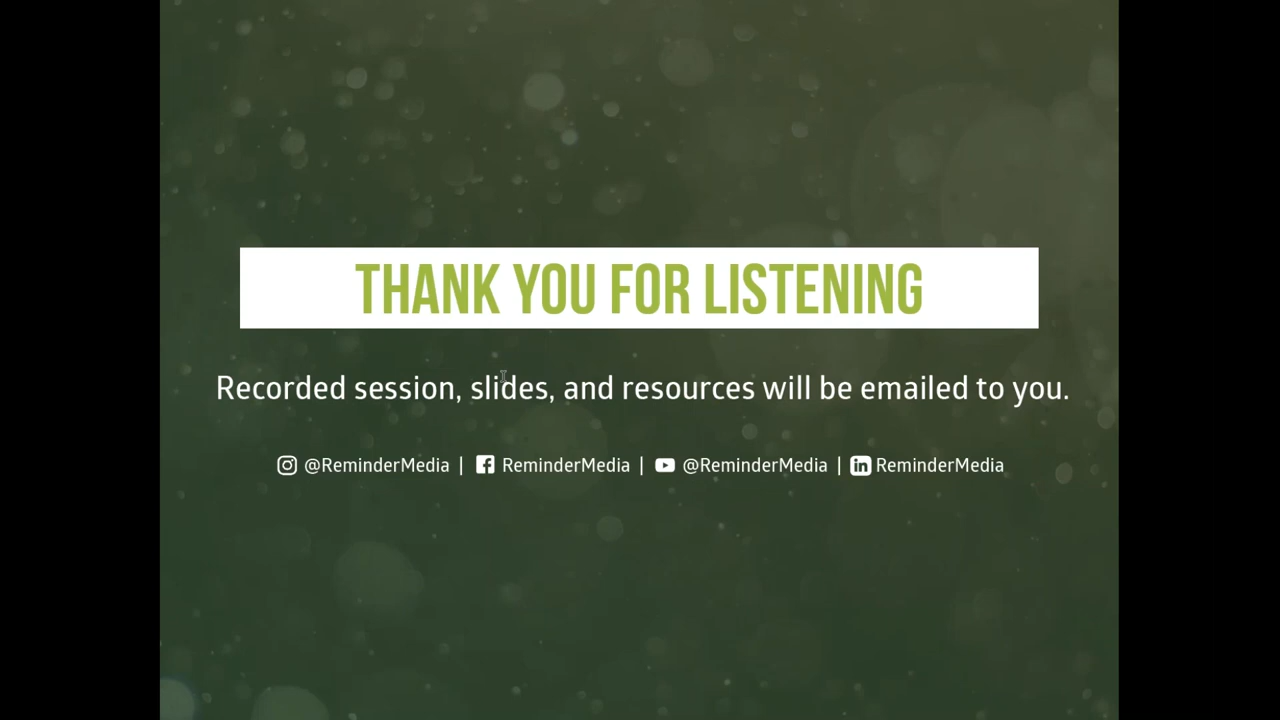 THANK YOU FOR LISTENING
Recorded session, slides, and resources will be emailed to you.
@ReminderMedia | ReminderMedia | @ReminderMedia | ReminderMedia